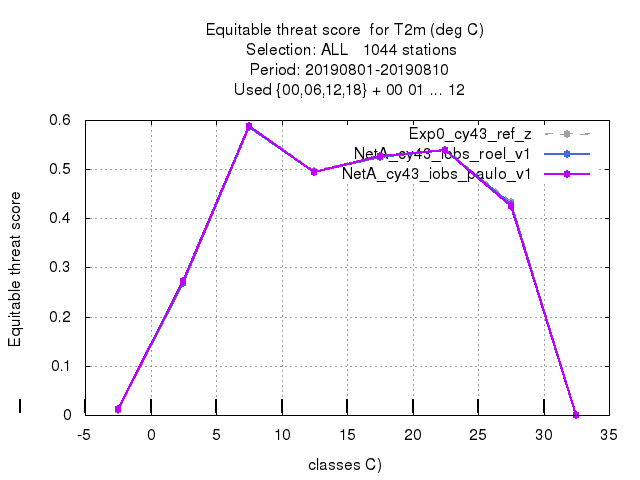 Equitable threat score  for T2m (deg C)
Selection: ALL   1044 stations
Period: 20190801-20190810
Used {00,06,12,18} + 00 01 ... 12
Equitable threat score
0.6
0.5
0.4
0.3
0.2
0.1
0
Exp0_cy43_ref_z
NetA_cy43_iobs_roel_v1
NetA_cy43_iobs_paulo_v1
-5 0 5 10 15 20 25 30 35
classes C)